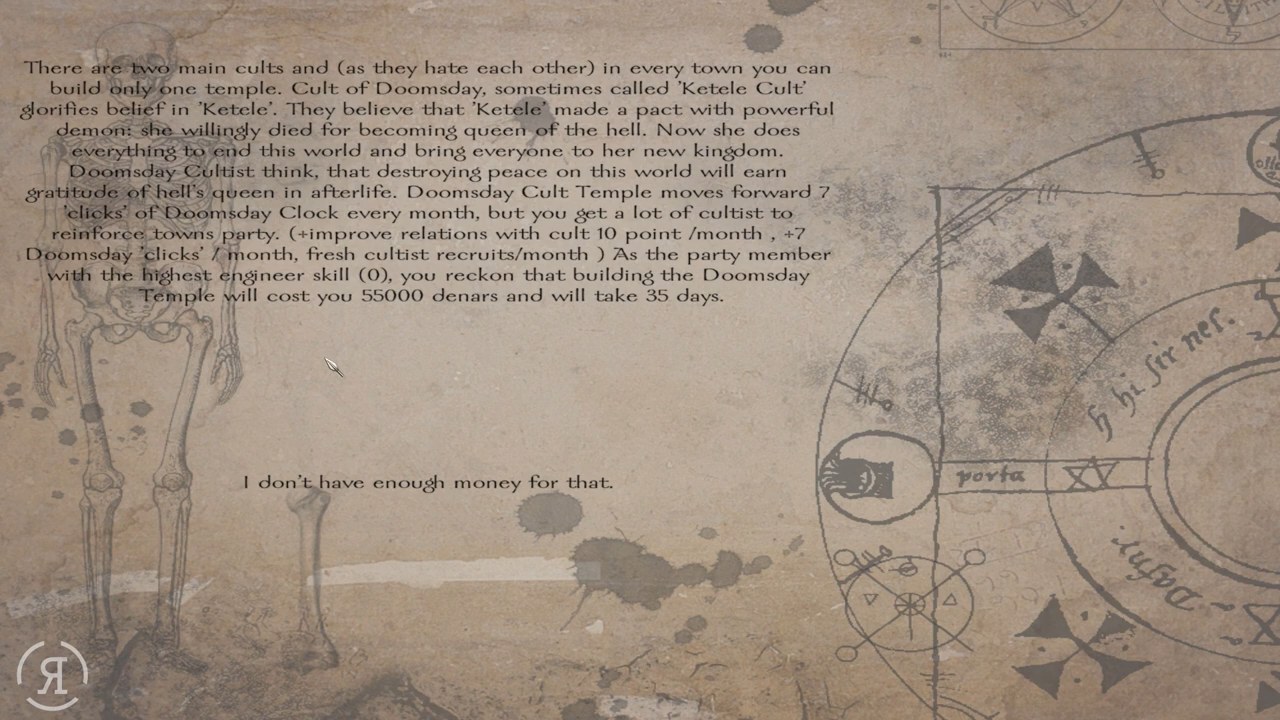 There are two main cults and (as they hate each other) in every town you can
build only one temple. Cult of Doomsday, sometimes called 'Ketele Cult'
glorifies belief in 'Ketele'. They believe that 'Ketele' made a pact with powerful
demon: she willingly died for becoming queen of the hell. Now she does
everything to end this world and bring everyone to her new kingdom.
Doomsday Cultist think, that destroying peace on this world will earn
gratitude of hell's queen in afterlife. Doomsday Cult Temple moves forward 7
'clicks' of Doomsday Clock every month, but you get a lot of cultist to
reinforce towns party. (+improve relations with cult 10 point /month , +7
Doomsday 'clicks' / month, fresh cultist recruits/month ) As the party member
with the highest engineer skill (0), you reckon that building the Doomsday
Temple will cost you 55000 denars and will take 35 days.
I don't have enough money for that.
porta